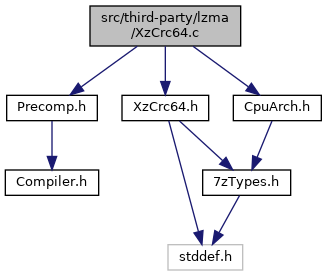 src/third-party/lzma
/XzCrc64.c
Precomp.h
XzCrc64.h
CpuArch.h
Compiler.h
7zTypes.h
stddef.h